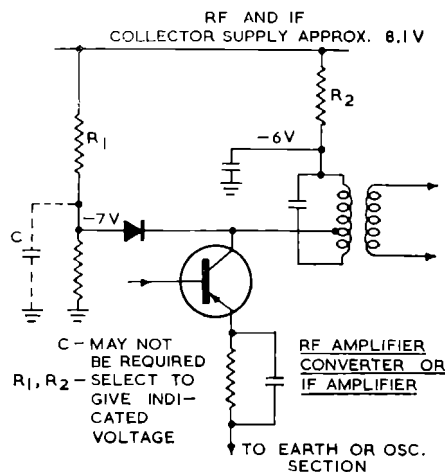 RF AND IF
COLLECTOR SUPPLY APPROX. 8.1V
R2
R1
-6V
-7V
C
C - MAY NOT
BE REQUIRED
R1, R2 - SELECT TO
GIVE INDI-
CATED
VOLTAGE
RF AMPLIFIER
CONVERTER OR
IF AMPLIFIER
TO EARTH OR OSC.
SECTION